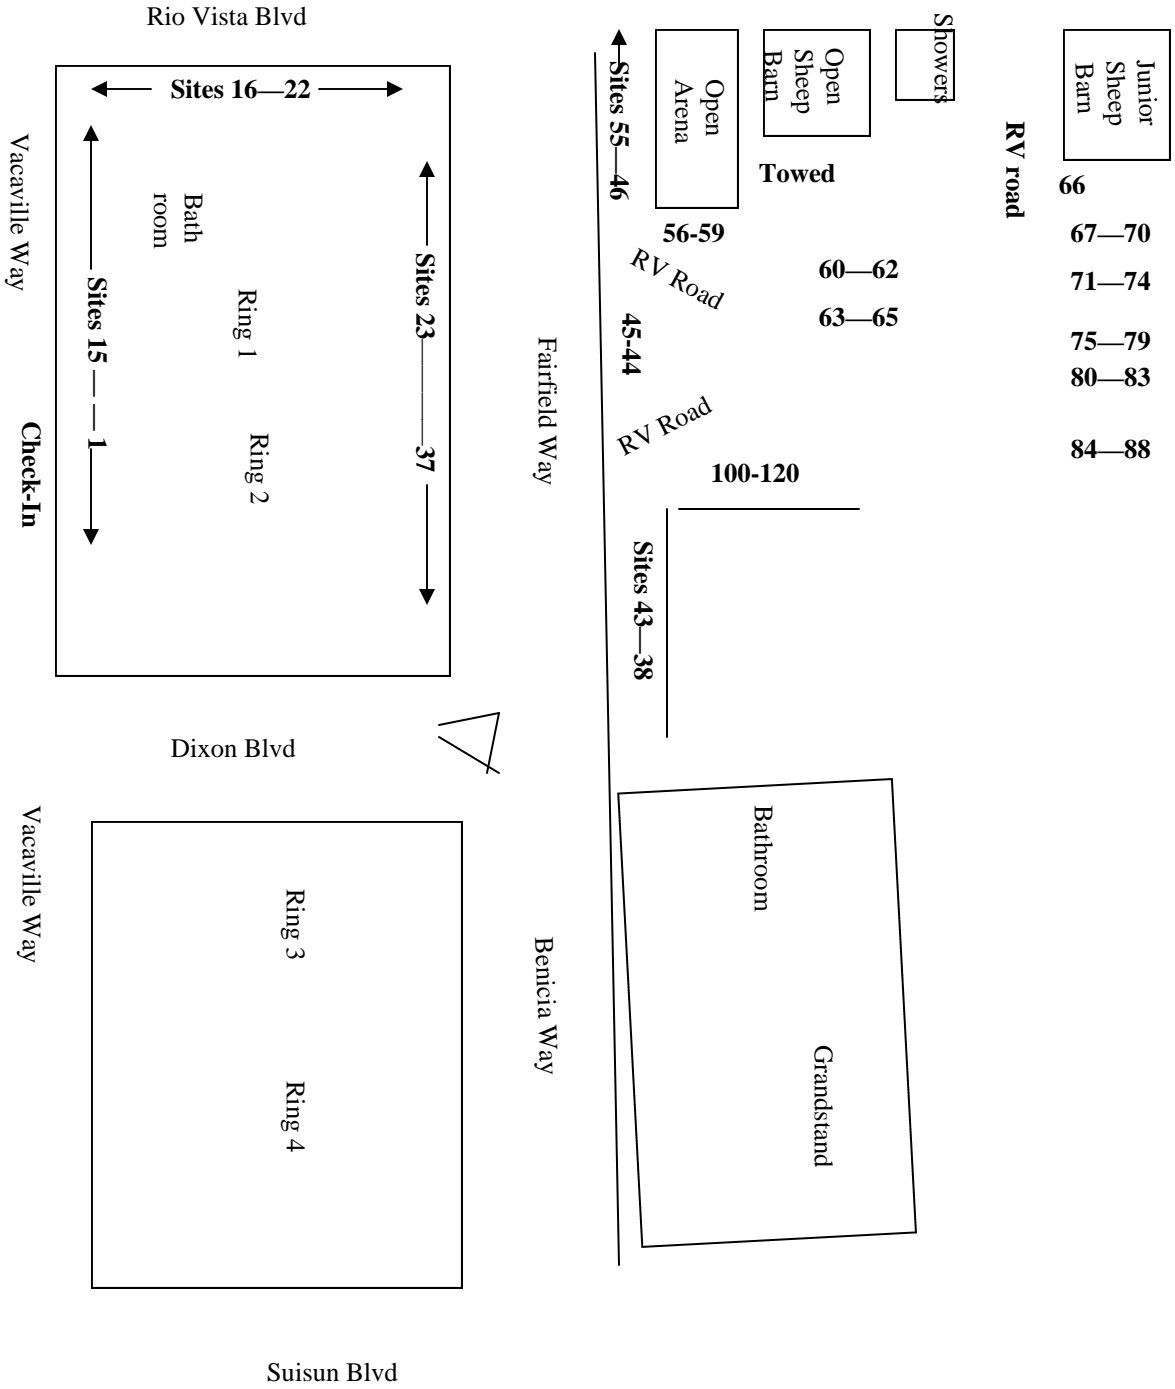 Rio Vista Blvd
Sites 16—22
Vacaville Way
Bath
room
Sites 15 — — 1
Ring 1
Ring 2
Sites 23————37
Check-In
Fairfield Way
Sites 55—46
Open
Arena
Open
Sheep
Barn
Showers
Junior
Sheep
Barn
RV road
Towed
66
56-59
67—70
RV Road
60—62
71—74
63—65
45-44
75—79
80—83
RV Road
84—88
100-120
Sites 43—38
Dixon Blvd
Vacaville Way
Ring 3
Ring 4
Benicia Way
Bathroom
Grandstand
Suisun Blvd